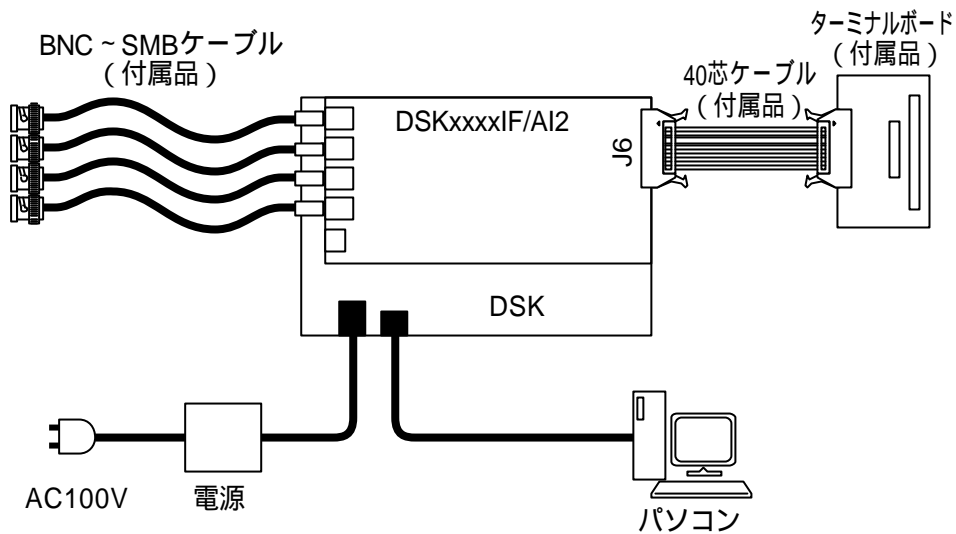 BNC ~ SMBケーブル
（付属品）
ターミナルボード
（付属品）
40芯ケーブル
（付属品）
DSKxxxxIF/AI2
J6
DSK
AC100V
電源
パソコン